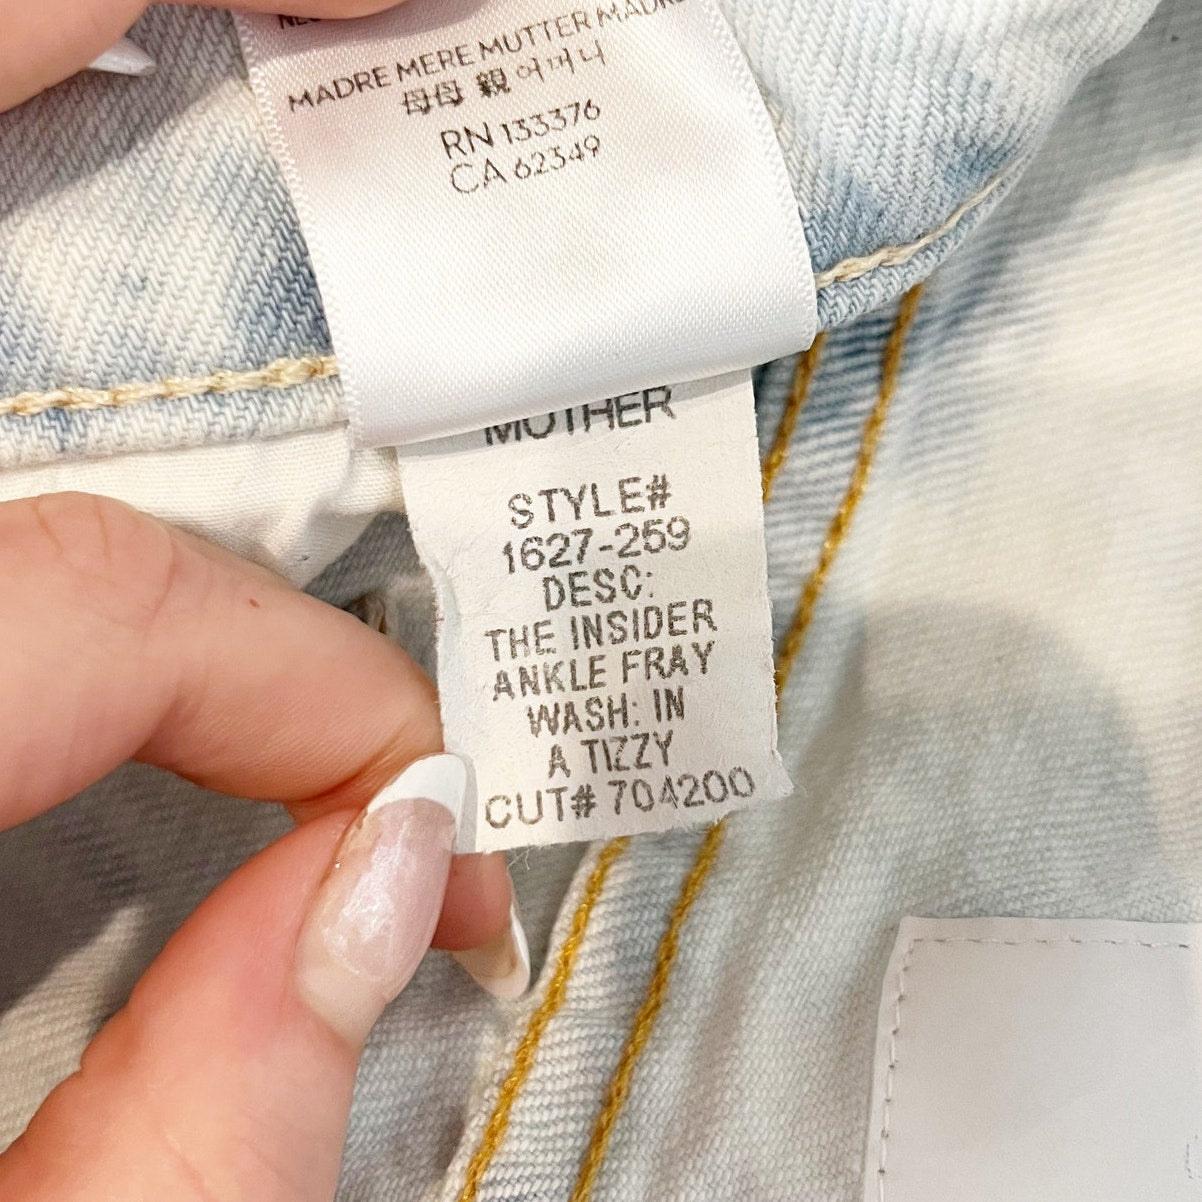 MADRE MERE MUTTER MADRE
母母 親 어머니
RN 133376
CA 62349
MOTHER
STYLE#
1627-259
DESC:
THE INSIDER
ANKLE FRAY
WASH: IN
A TIZZY
CUT# 704200